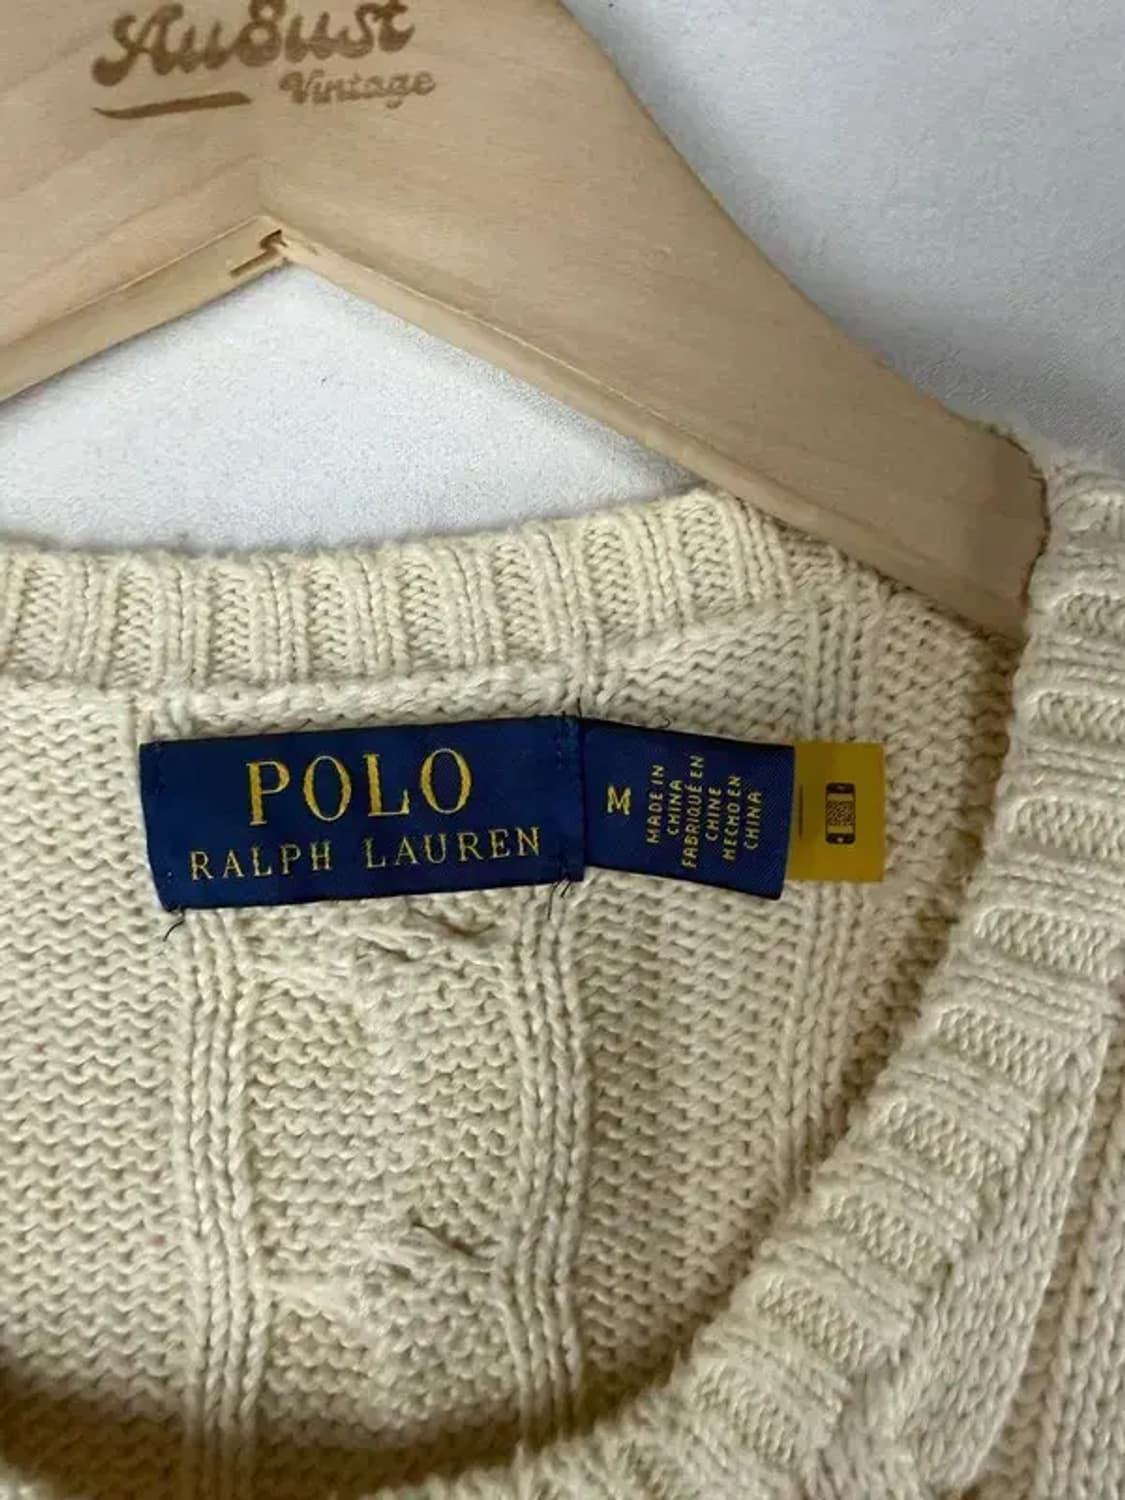 August
Vintage
POLO
RALPH LAUREN
M
MADE IN
CHINA
FABRIQUÉ EN
CHINE
HECHO EN
CHINA